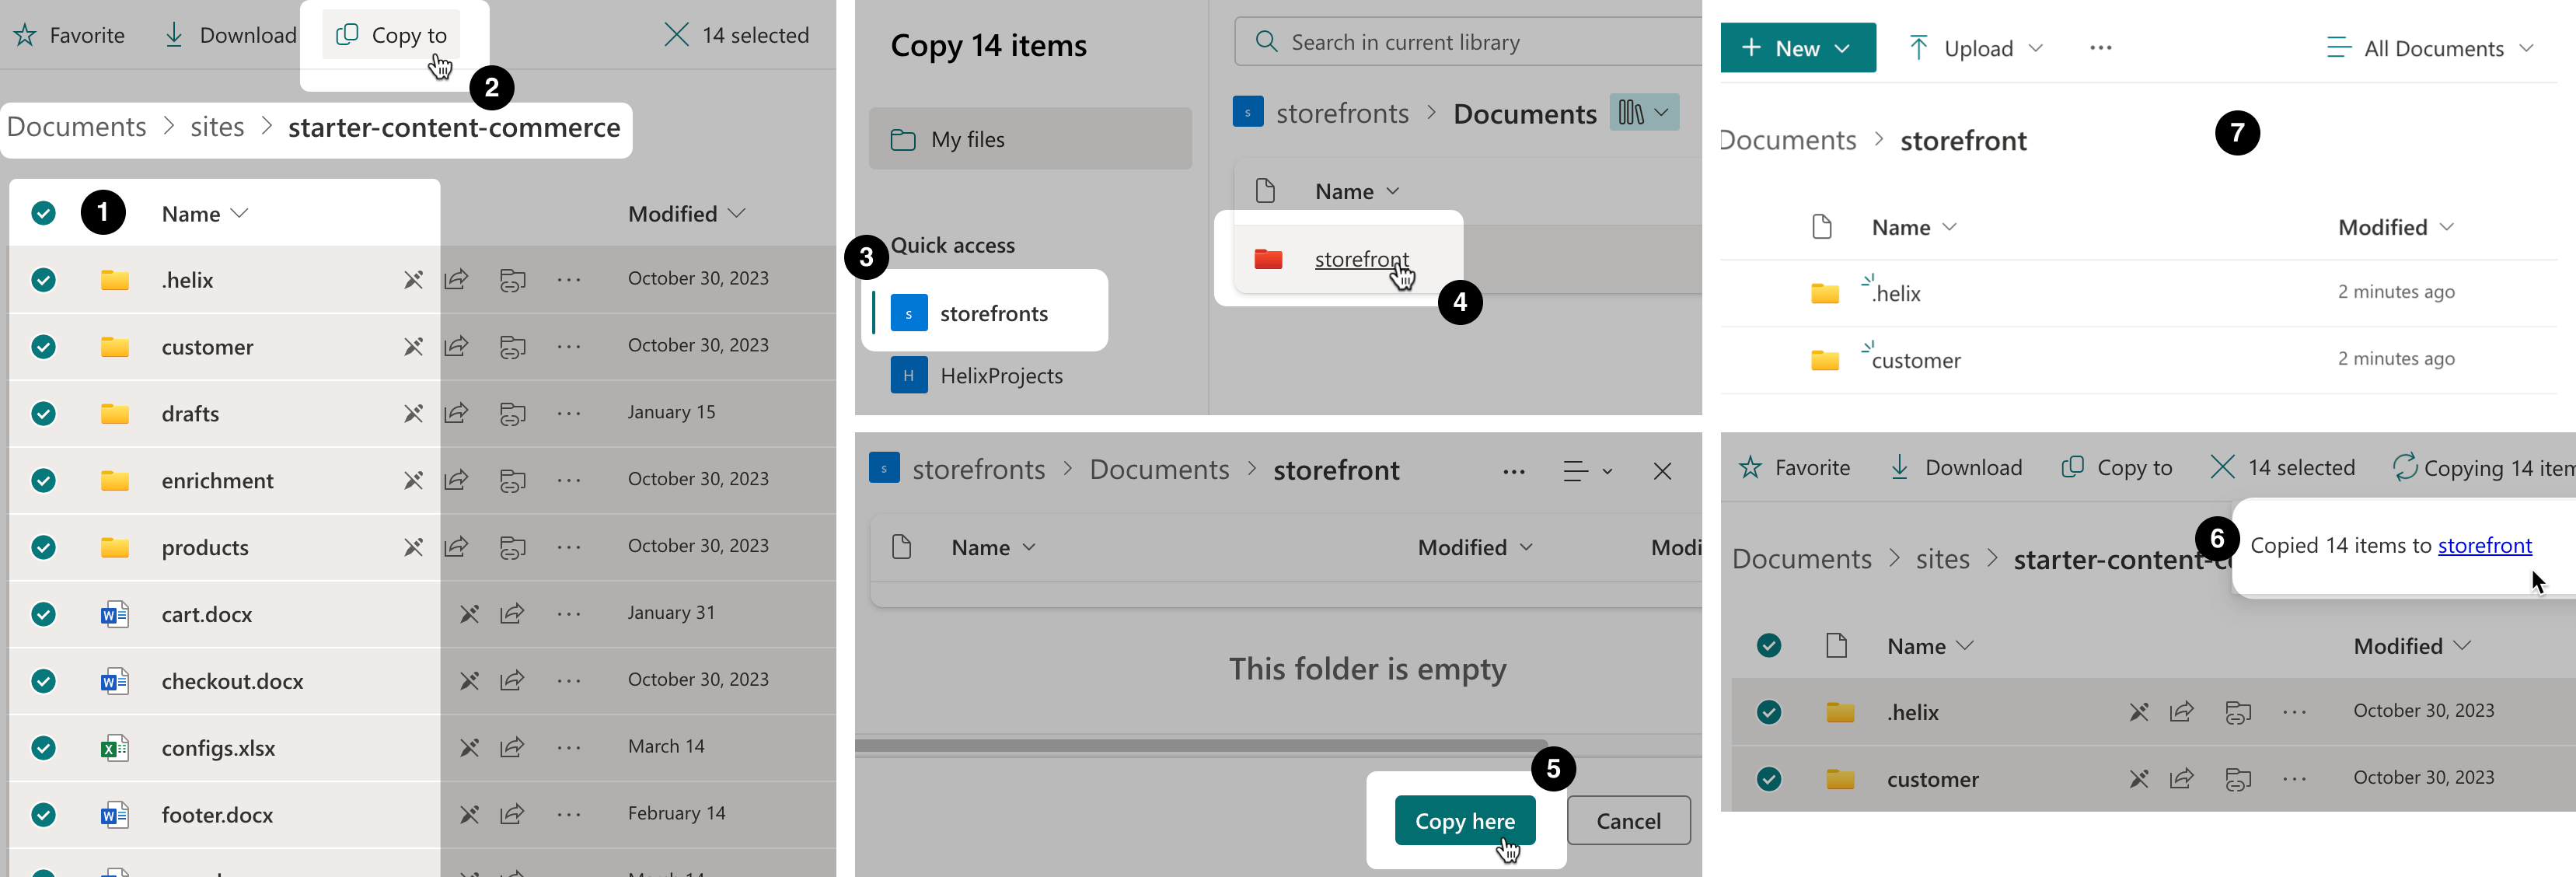 Favorite Download Copy to 14 selected
2
Documents > sites > starter-content-commerce
1 Name Modified
.helix October 30, 2023
customer October 30, 2023
drafts January 15
enrichment October 30, 2023
products October 30, 2023
cart.docx January 31
checkout.docx October 30, 2023
configs.xlsx March 14
footer.docx February 14
Copy 14 items
My files
Quick access
3
s storefronts
H HelixProjects
Search in current library
s storefronts > Documents
Name
storefront
4
s storefronts > Documents > storefront
Name Modified Modi
This folder is empty
5
Copy here Cancel
+ New Upload ... All Documents
Documents > storefront 7
Name Modified
.helix 2 minutes ago
customer 2 minutes ago
Favorite Download Copy to 14 selected Copying 14 item
6 Copied 14 items to storefront
Documents > sites > starter-content-c
Name Modified
.helix October 30, 2023
customer October 30, 2023